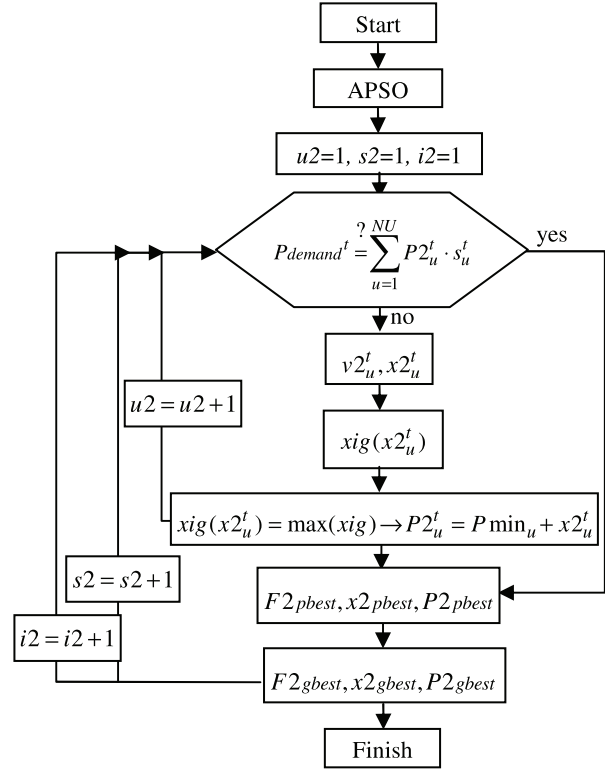 Start
APSO
u2=1, s2=1, i2=1
P_demand^t ?= \sum_{u=1}^{NU} P2_u^t · s_u^t
yes
no
v2_u^t, x2_u^t
u2 = u2+1
xig(x2_u^t)
xig(x2_u^t) = max(xig) → P2_u^t = P min_u + x2_u^t
s2 = s2+1
F2_pbest, x2_pbest, P2_pbest
i2 = i2+1
F2_gbest, x2_gbest, P2_gbest
Finish